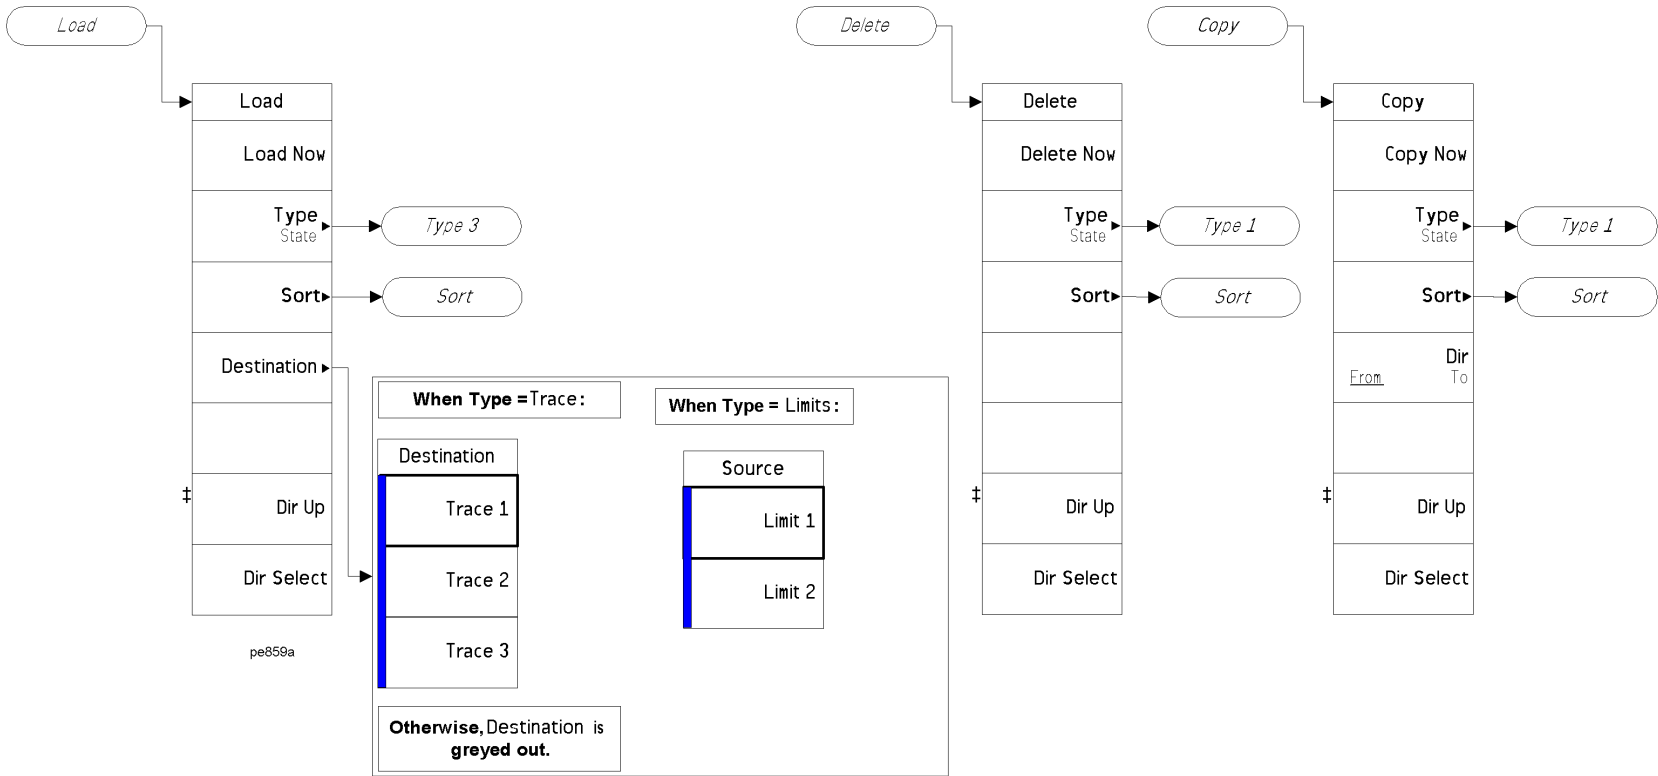 Load
Load
Load Now
Type
State
Type 3
Sort
Sort
Destination
‡
Dir Up
Dir Select
pe859a
When Type =Trace:
Destination
Trace 1
Trace 2
Trace 3
When Type = Limits:
Source
Limit 1
Limit 2
Otherwise, Destination is
greyed out.
Delete
Delete
Delete Now
Type
State
Type 1
Sort
Sort
‡
Dir Up
Dir Select
Copy
Copy
Copy Now
Type
State
Type 1
Sort
Sort
Dir
From To
‡
Dir Up
Dir Select